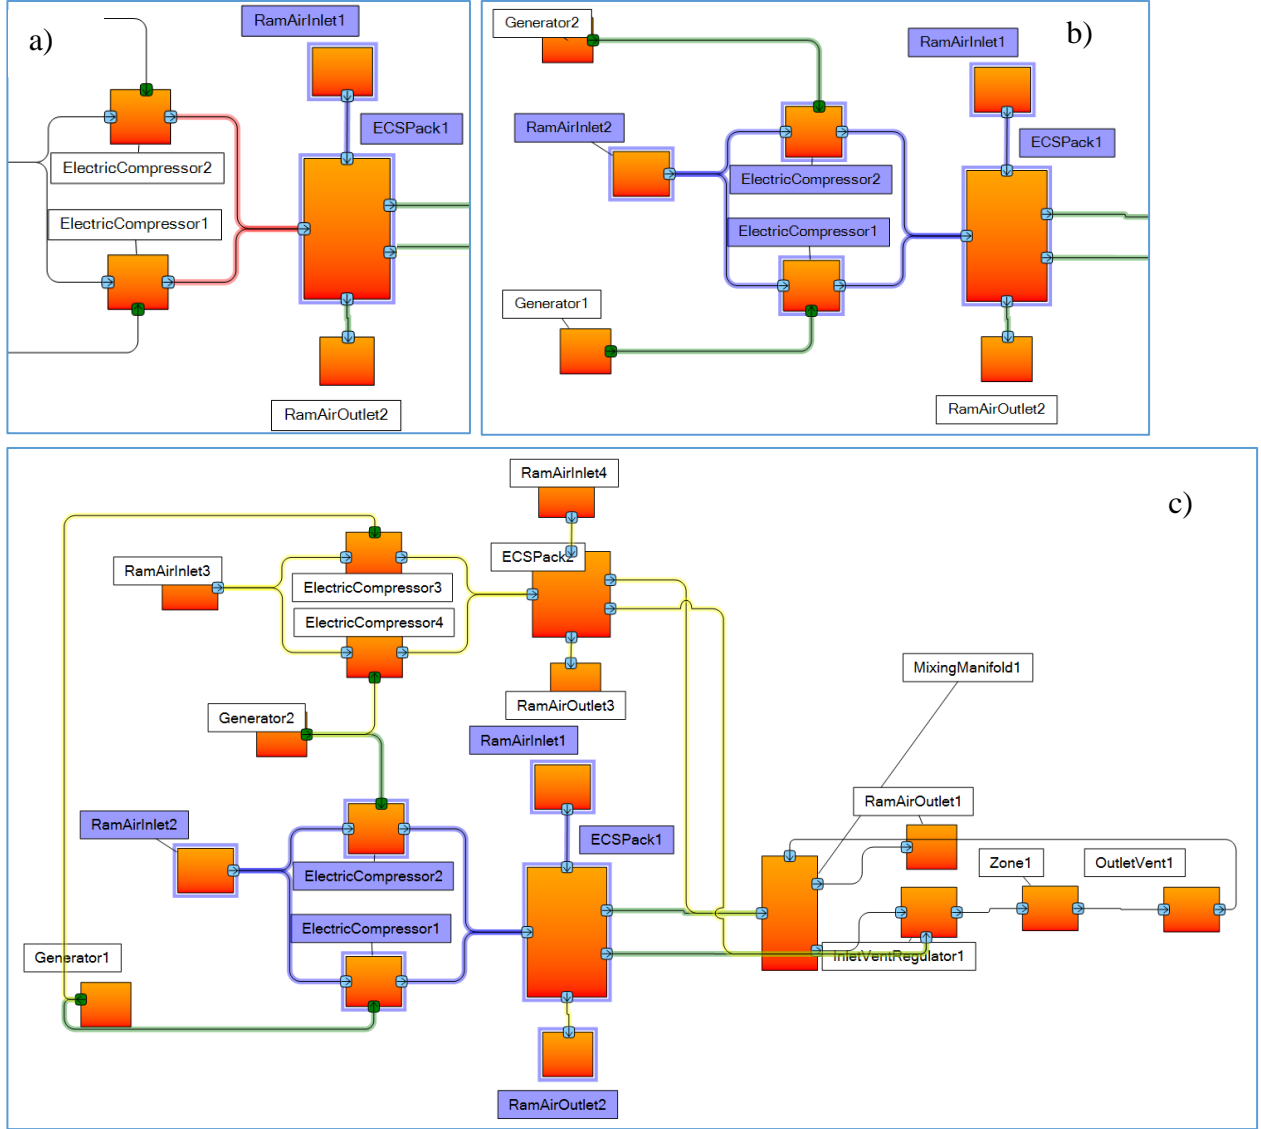 a)
RamAirInlet1
ECSPack1
ElectricCompressor2
ElectricCompressor1
RamAirOutlet2
b)
Generator2
RamAirInlet1
RamAirInlet2
ECSPack1
ElectricCompressor2
ElectricCompressor1
Generator1
RamAirOutlet2
c)
RamAirInlet4
ECSPack2
RamAirInlet3
ElectricCompressor3
ElectricCompressor4
MixingManifold1
RamAirOutlet3
Generator2
RamAirInlet1
RamAirOutlet1
RamAirInlet2
ECSPack1
Zone1
OutletVent1
ElectricCompressor2
ElectricCompressor1
Generator1
InletVentRegulator1
RamAirOutlet2